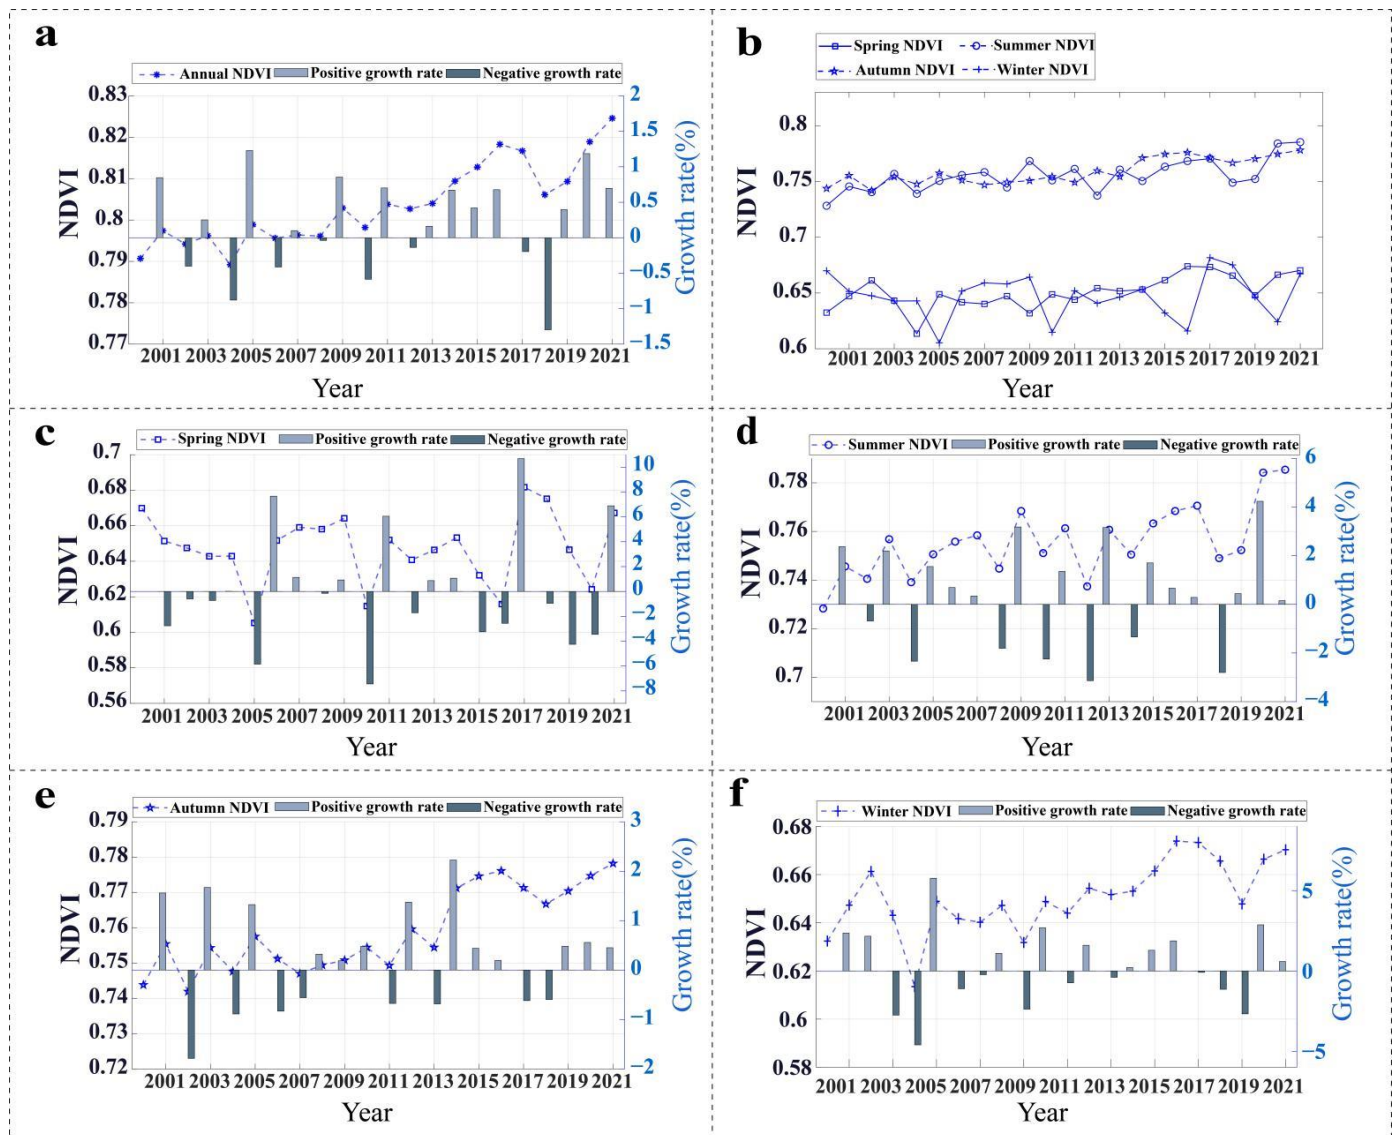 a
Annual NDVI Positive growth rate Negative growth rate
NDVI
0.83
0.82
0.81
0.8
0.79
0.78
0.77
2
1.5
1
0.5
0
−0.5
−1
−1.5
Growth rate(%)
2001 2003 2005 2007 2009 2011 2013 2015 2017 2019 2021
Year
b
Spring NDVI Summer NDVI
Autumn NDVI Winter NDVI
NDVI
0.8
0.75
0.7
0.65
0.6
2001 2003 2005 2007 2009 2011 2013 2015 2017 2019 2021
Year
c
Spring NDVI Positive growth rate Negative growth rate
NDVI
0.7
0.68
0.66
0.64
0.62
0.6
0.58
0.56
10
8
6
4
2
0
−2
−4
−6
−8
Growth rate(%)
2001 2003 2005 2007 2009 2011 2013 2015 2017 2019 2021
Year
d
Summer NDVI Positive growth rate Negative growth rate
NDVI
0.78
0.76
0.74
0.72
0.7
6
4
2
0
−2
−4
Growth rate(%)
2001 2003 2005 2007 2009 2011 2013 2015 2017 2019 2021
Year
e
Autumn NDVI Positive growth rate Negative growth rate
NDVI
0.79
0.78
0.77
0.76
0.75
0.74
0.73
0.72
3
2
1
0
−1
−2
Growth rate(%)
2001 2003 2005 2007 2009 2011 2013 2015 2017 2019 2021
Year
f
Winter NDVI Positive growth rate Negative growth rate
NDVI
0.68
0.66
0.64
0.62
0.6
0.58
5
0
−5
Growth rate(%)
2001 2003 2005 2007 2009 2011 2013 2015 2017 2019 2021
Year